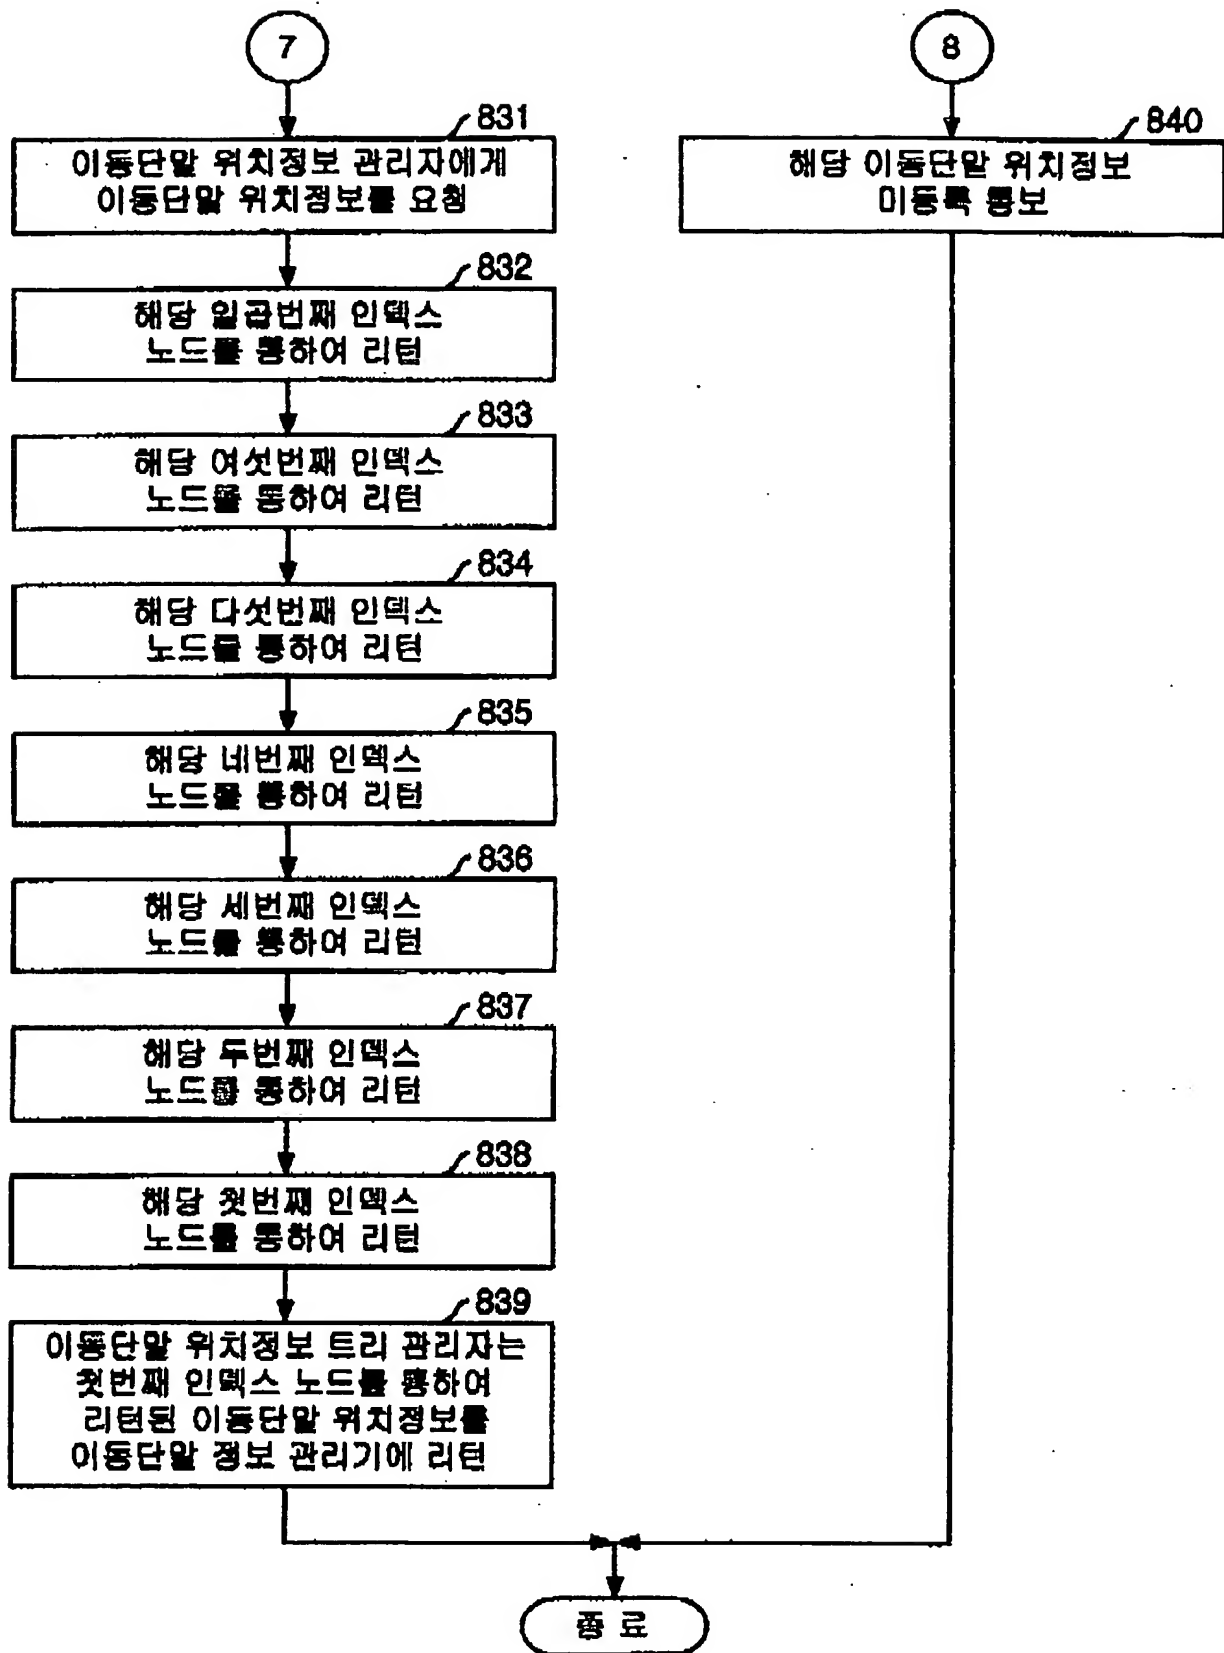 7
831
이동단말 위치정보 관리자에게
이동단말 위치정보를 요청
832
해당 일곱번째 인덱스
노드를 통하여 리턴
833
해당 여섯번째 인덱스
노드를 통하여 리턴
834
해당 다섯번째 인덱스
노드를 통하여 리턴
835
해당 네번째 인덱스
노드를 통하여 리턴
836
해당 세번째 인덱스
노드를 통하여 리턴
837
해당 두번째 인덱스
노드를 통하여 리턴
838
해당 첫번째 인덱스
노드를 통하여 리턴
839
이동단말 위치정보 트리 관리자는
첫번째 인덱스 노드를 통하여
리턴된 이동단말 위치정보를
이동단말 정보 관리기에 리턴
8
840
해당 이동단말 위치정보
미등록 통보
종료